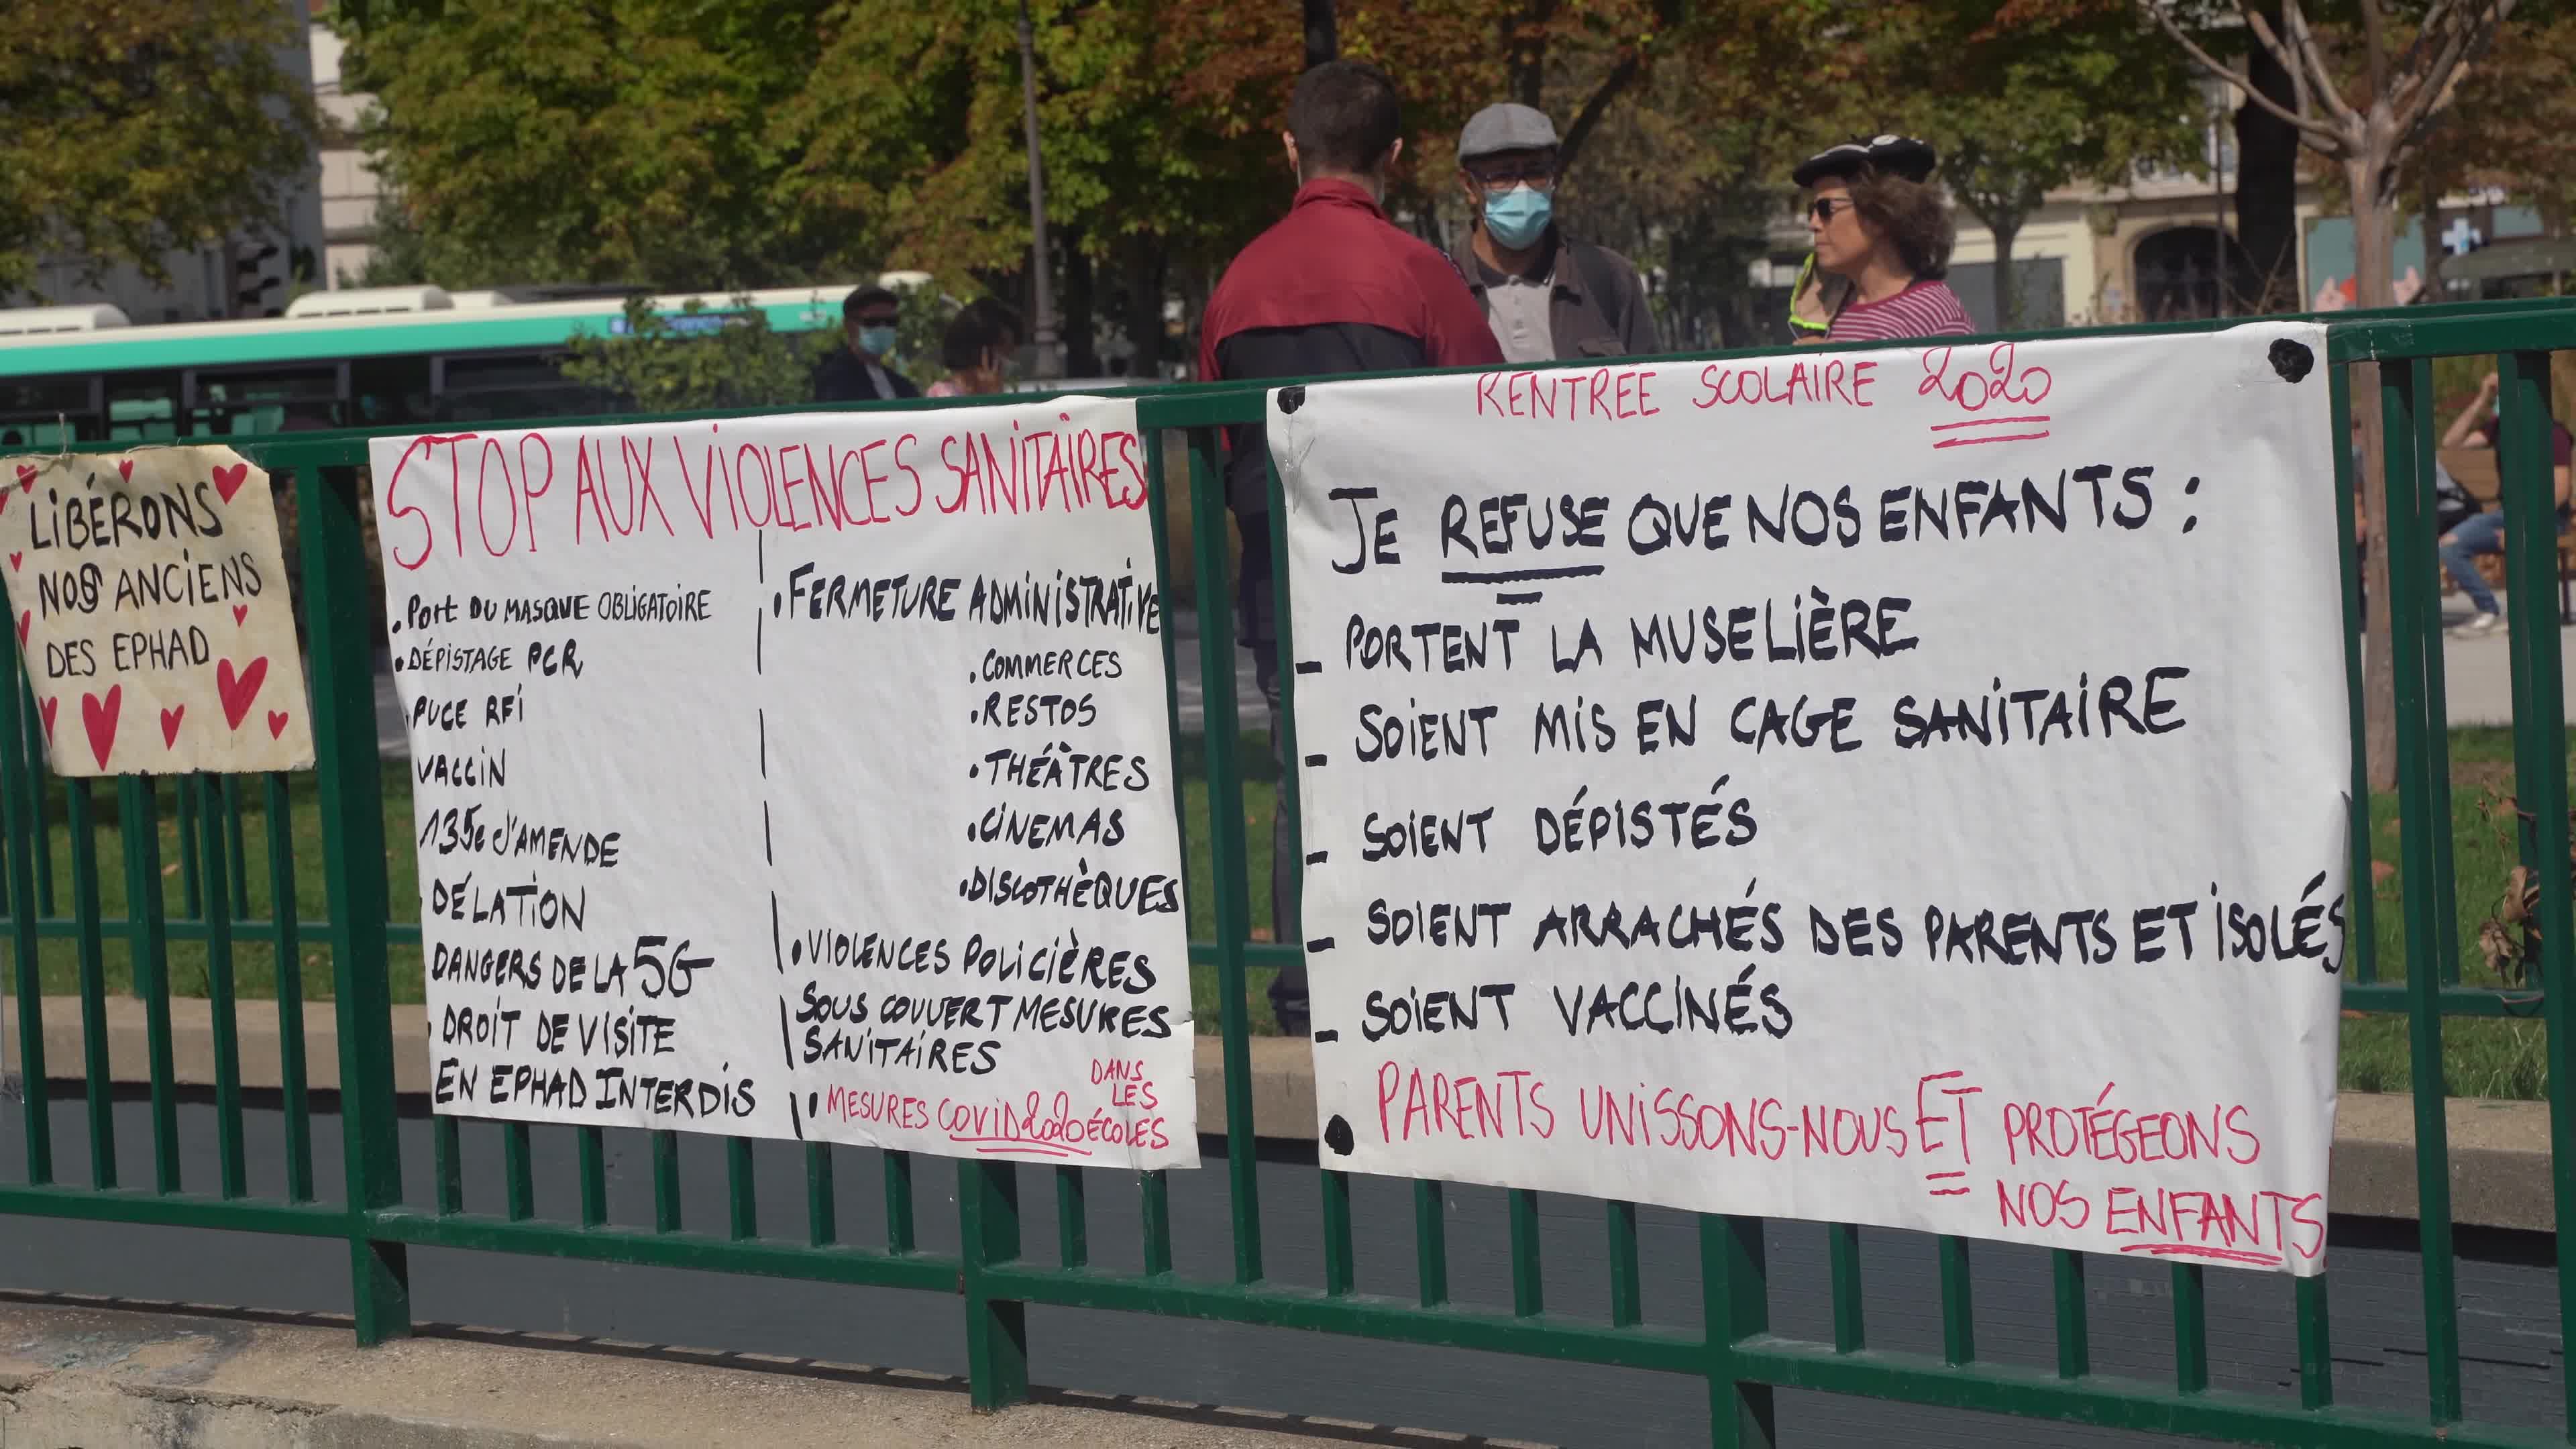 LIBÉRONS
NOS ANCIENS
DES EPHAD
STOP AUX VIOLENCES SANITAIRES
. PORT DU MASQUE OBLIGATOIRE
. DÉPISTAGE PCR
. PUCE RFI
VACCIN
135€ D'AMENDE
DÉLATION
DANGERS DE LA 5G
. DROIT DE VISITE
EN EPHAD INTERDIS
. FERMETURE ADMINISTRATIVE
. COMMERCES
. RESTOS
. THÉÂTRES
. CINEMAS
. DISCOTHÈQUES
. VIOLENCES POLICIÈRES
SOUS COUVERT MESURES
SANITAIRES
. MESURES COVID 2020 DANS LES ÉCOLES
RENTREE SCOLAIRE 2020
JE REFUSE QUE NOS ENFANTS :
- PORTENT LA MUSELIÈRE
- SOIENT MIS EN CAGE SANITAIRE
- SOIENT DÉPISTÉS
- SOIENT ARRACHÉS DES PARENTS ET ISOLÉS
- SOIENT VACCINÉS
PARENTS UNISSONS-NOUS ET PROTÉGEONS
NOS ENFANTS